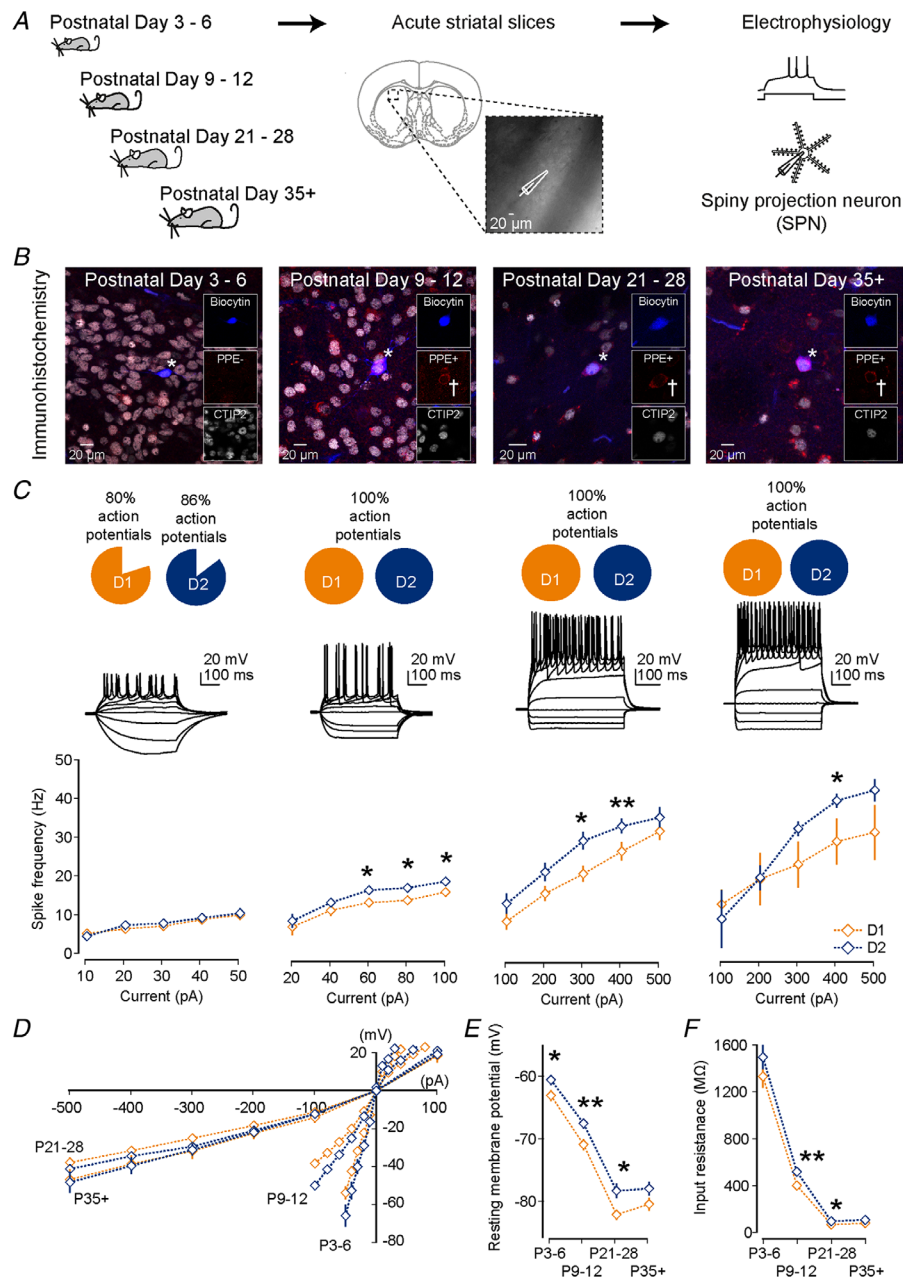 A
Postnatal Day 3 - 6
Acute striatal slices
Electrophysiology
Postnatal Day 9 - 12
Postnatal Day 21 - 28
Postnatal Day 35+
20 µm
Spiny projection neuron
(SPN)
B
Immunohistochemistry
Postnatal Day 3 - 6
Biocytin
*
PPE-
CTIP2
20 µm
Postnatal Day 9 - 12
Biocytin
*
PPE+
†
CTIP2
20 µm
Postnatal Day 21 - 28
Biocytin
*
PPE+
†
CTIP2
20 µm
Postnatal Day 35+
Biocytin
*
PPE+
†
CTIP2
20 µm
C
80%
action
potentials
86%
action
potentials
D1
D2
100%
action
potentials
D1
D2
100%
action
potentials
D1
D2
100%
action
potentials
D1
D2
20 mV
100 ms
20 mV
100 ms
20 mV
100 ms
20 mV
100 ms
Spike frequency (Hz)
50
40
30
20
10
0
10 20 30 40 50
Current (pA)
* * *
20 40 60 80 100
Current (pA)
* **
100 200 300 400 500
Current (pA)
*
D1
D2
100 200 300 400 500
Current (pA)
D
(mV)
20
(pA)
-500 -400 -300 -200 -100 100
-20
-40
-60
-80
P21-28
P35+
P9-12
P3-6
E
Resting membrane potential (mV)
-60
-70
-80
*
**
*
P3-6 P21-28
P9-12 P35+
F
Input resistanace (MΩ)
1600
1200
800
400
0
**
*
P3-6 P21-28
P9-12 P35+